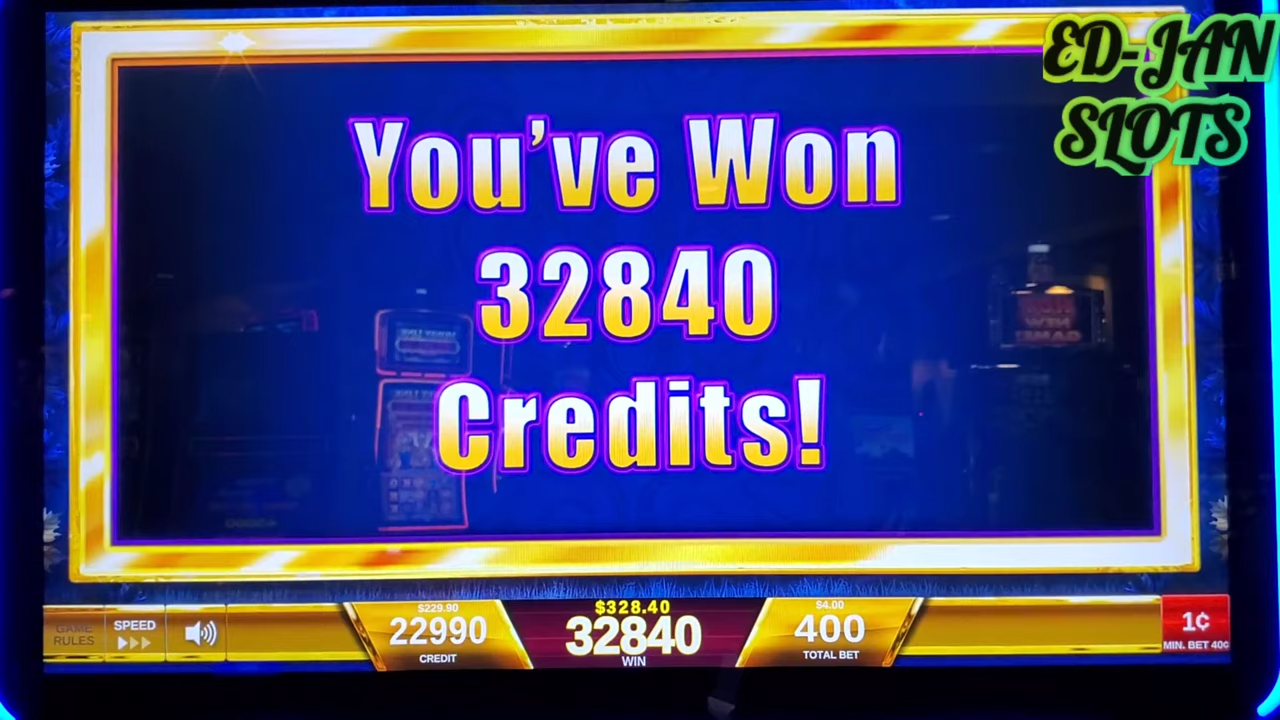 ED-JAN
SLOTS
You've Won
32840
Credits!
GAME
RULES
SPEED
$229.90
22990
CREDIT
$328.40
32840
WIN
$4.00
400
TOTAL BET
1¢
MIN. BET 40¢